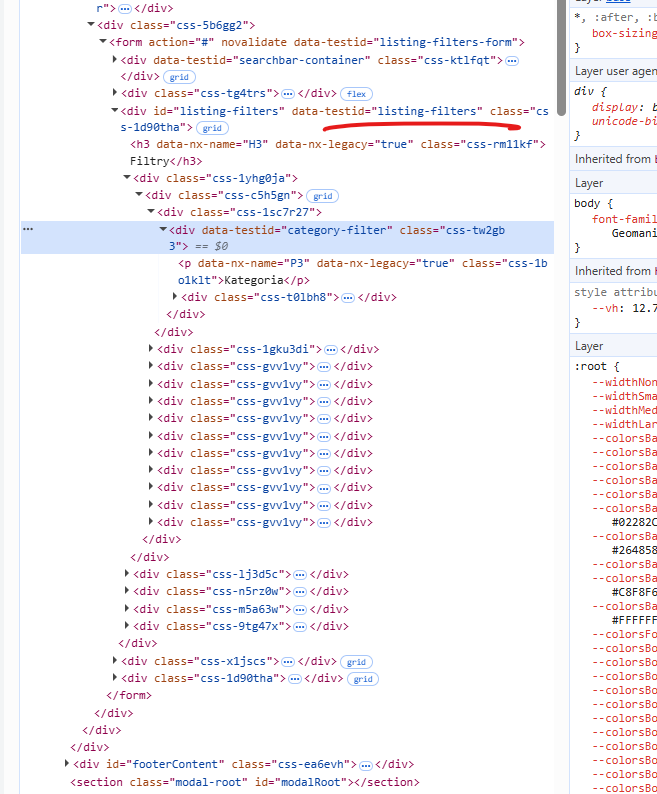 r">⋯</div>
<div class="css-5b6gg2">
<form action="#" novalidate data-testid="listing-filters-form">
<div data-testid="searchbar-container" class="css-ktlfqt">⋯
</div> grid
<div class="css-tg4trs">⋯</div> flex
<div id="listing-filters" data-testid="listing-filters" class="cs
s-1d90tha"> grid
<h3 data-nx-name="H3" data-nx-legacy="true" class="css-rm11kf">
Filtry</h3>
<div class="css-1yhg0ja">
<div class="css-c5h5gn"> grid
<div class="css-1sc7r27">
<div data-testid="category-filter" class="css-tw2gb
3"> == $0
<p data-nx-name="P3" data-nx-legacy="true" class="css-1b
o1klt">Kategoria</p>
<div class="css-t0lbh8">⋯</div>
</div>
</div>
<div class="css-1gku3di">⋯</div>
<div class="css-gvv1vy">⋯</div>
<div class="css-gvv1vy">⋯</div>
<div class="css-gvv1vy">⋯</div>
<div class="css-gvv1vy">⋯</div>
<div class="css-gvv1vy">⋯</div>
<div class="css-gvv1vy">⋯</div>
<div class="css-gvv1vy">⋯</div>
<div class="css-gvv1vy">⋯</div>
<div class="css-gvv1vy">⋯</div>
<div class="css-gvv1vy">⋯</div>
</div>
</div>
<div class="css-lj3d5c">⋯</div>
<div class="css-n5rz0w">⋯</div>
<div class="css-m5a63w">⋯</div>
<div class="css-9tg47x">⋯</div>
</div>
<div class="css-x1jscs">⋯</div> grid
<div class="css-1d90tha">⋯</div> grid
</form>
</div>
</div>
</div>
<div id="footerContent" class="css-ea6evh">⋯</div>
<section class="modal-root" id="modalRoot"></section>
*, :after, :b
box-sizing
}
Layer user agen
div {
display: b
unicode-bi
}
Inherited from
Layer
body {
font-famil
Geomani
}
Inherited from
style attribu
--vh: 12.7
}
Layer
:root {
--widthNon
--widthSma
--widthMed
--widthLar
--colorsBa
--colorsBa
--colorsBa
--colorsBa
--colorsBa
--colorsBa
#02282C
--colorsBa
#264858
--colorsBa
--colorsBa
#C8F8F6
--colorsBa
#FFFFFF
--colorsFo
--colorsBo
--colorsBo
--colorsBo
--colorsBo
--colorsBo
--colorsBo
--colorsBo
--colorsBo
--colorsBo
--colorsBo
--colorsBo